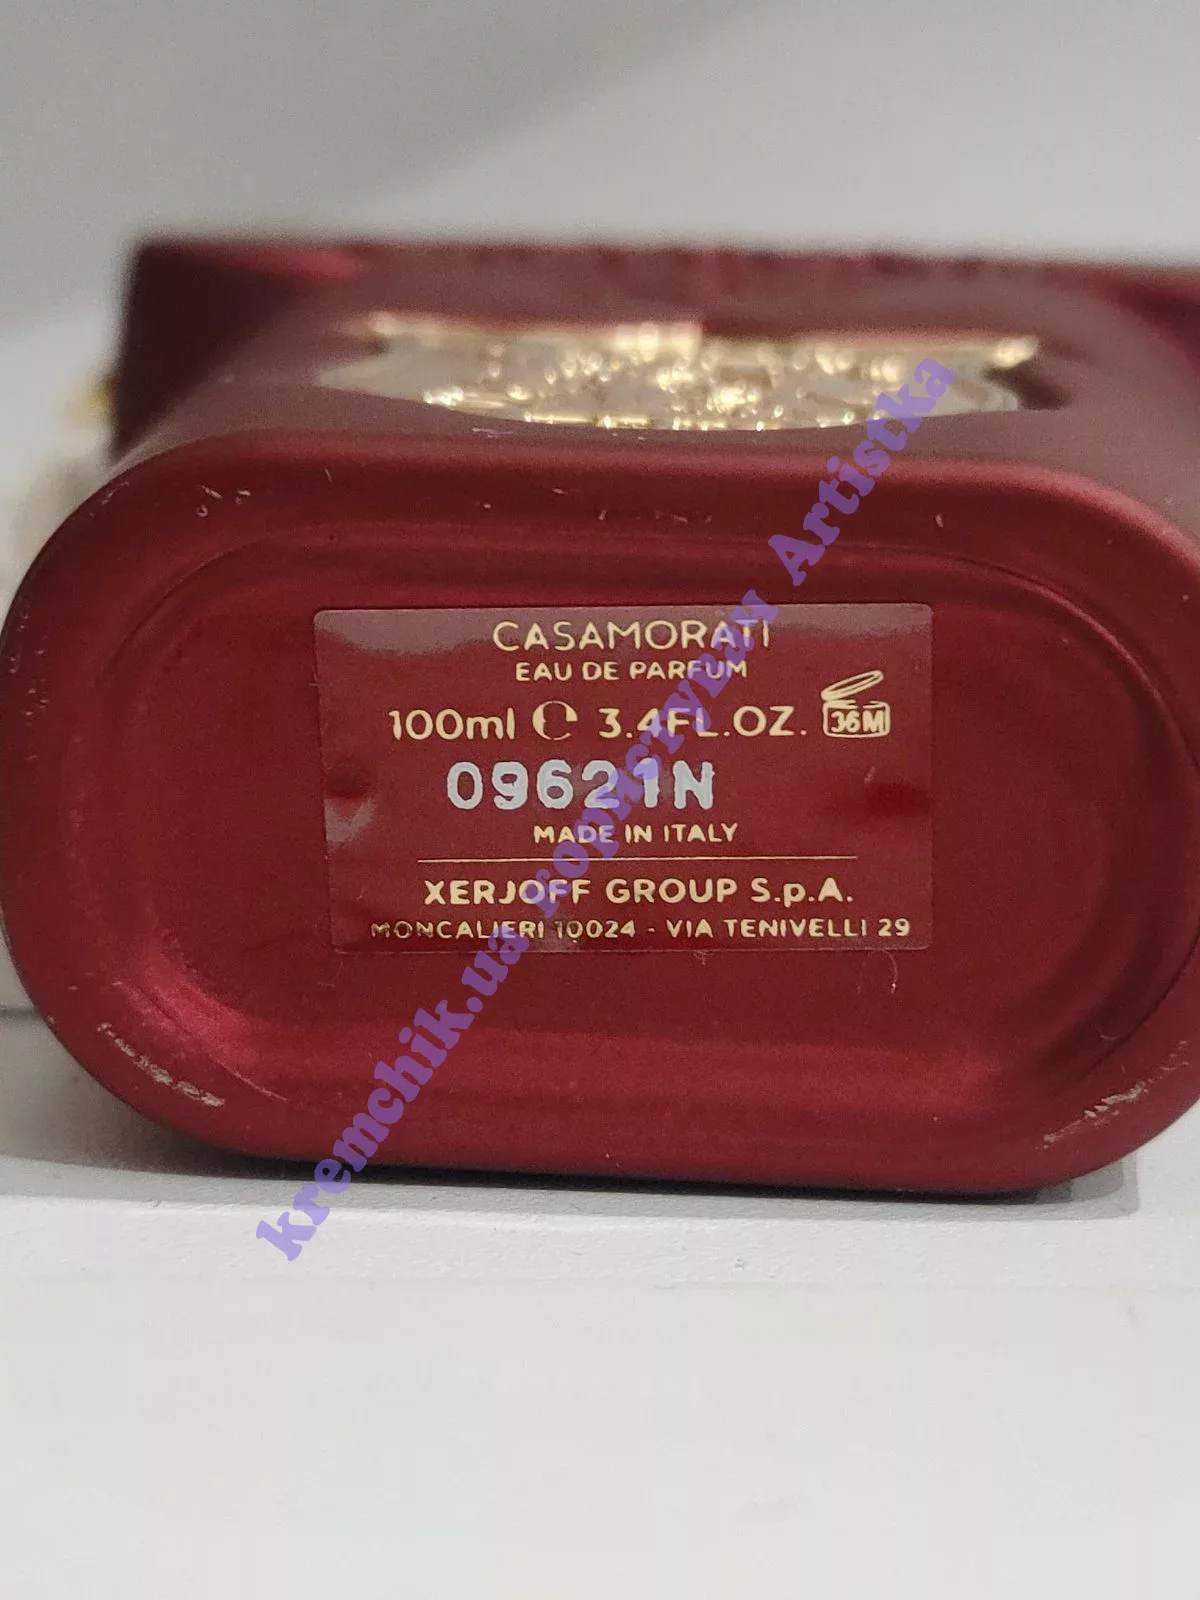 CASAMORATI
EAU DE PARFUM
100ml ℮ 3.4FL.OZ. 36M
09621N
MADE IN ITALY
XERJOFF GROUP S.p.A.
MONCALIERI 10024 - VIA TENIVELLI 29
kremchik.ua користувач Artistka